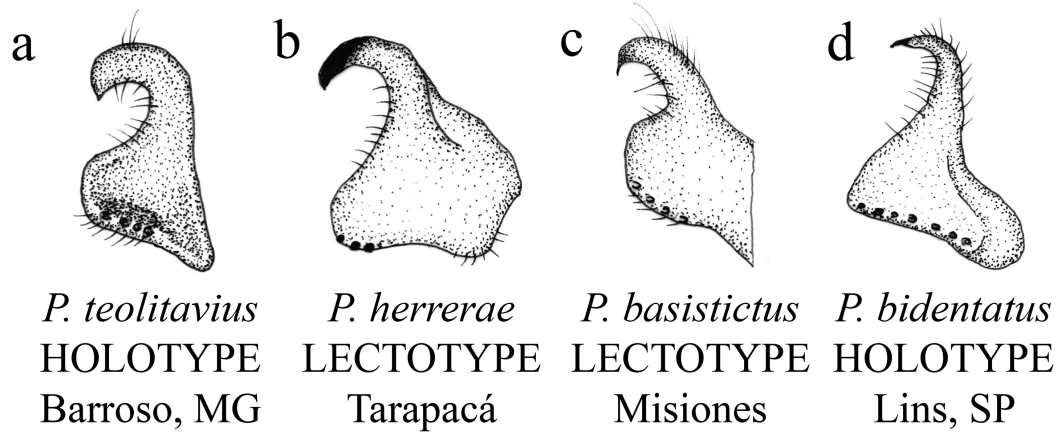 a b c d
P. teolitavius P. herrerae P. basistictus P. bidentatus
HOLOTYPE LECTOTYPE LECTOTYPE HOLOTYPE
Barroso, MG Tarapacá Misiones Lins, SP